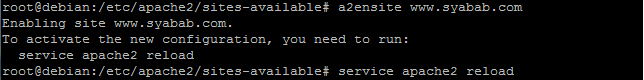 root@debian:/etc/apache2/sites-available# a2ensite www.syabab.com
Enabling site www.syabab.com.
To activate the new configuration, you need to run:
  service apache2 reload
root@debian:/etc/apache2/sites-available# service apache2 reload